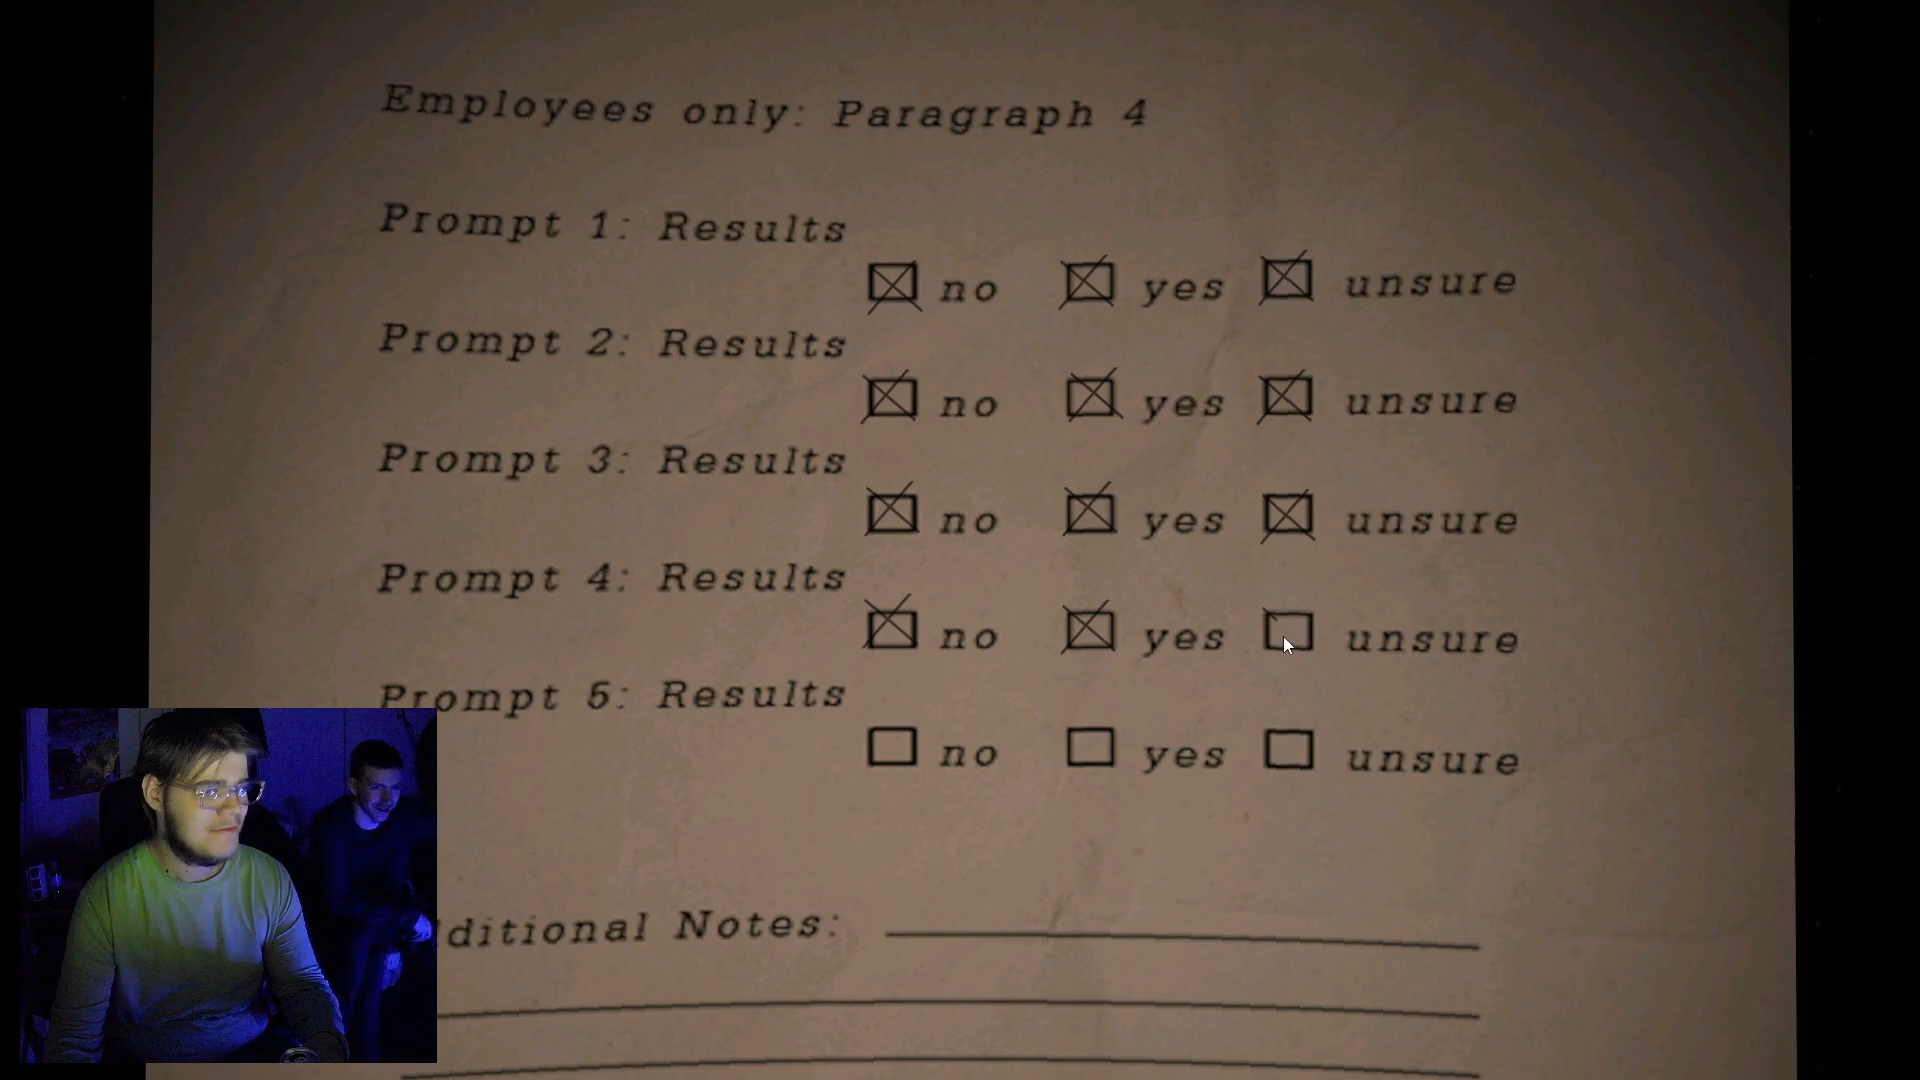 Employees only: Paragraph 4
Prompt 1: Results
no yes unsure
Prompt 2: Results
no yes unsure
Prompt 3: Results
no yes unsure
Prompt 4: Results
no yes unsure
Prompt 5: Results
no yes unsure
ditional Notes: